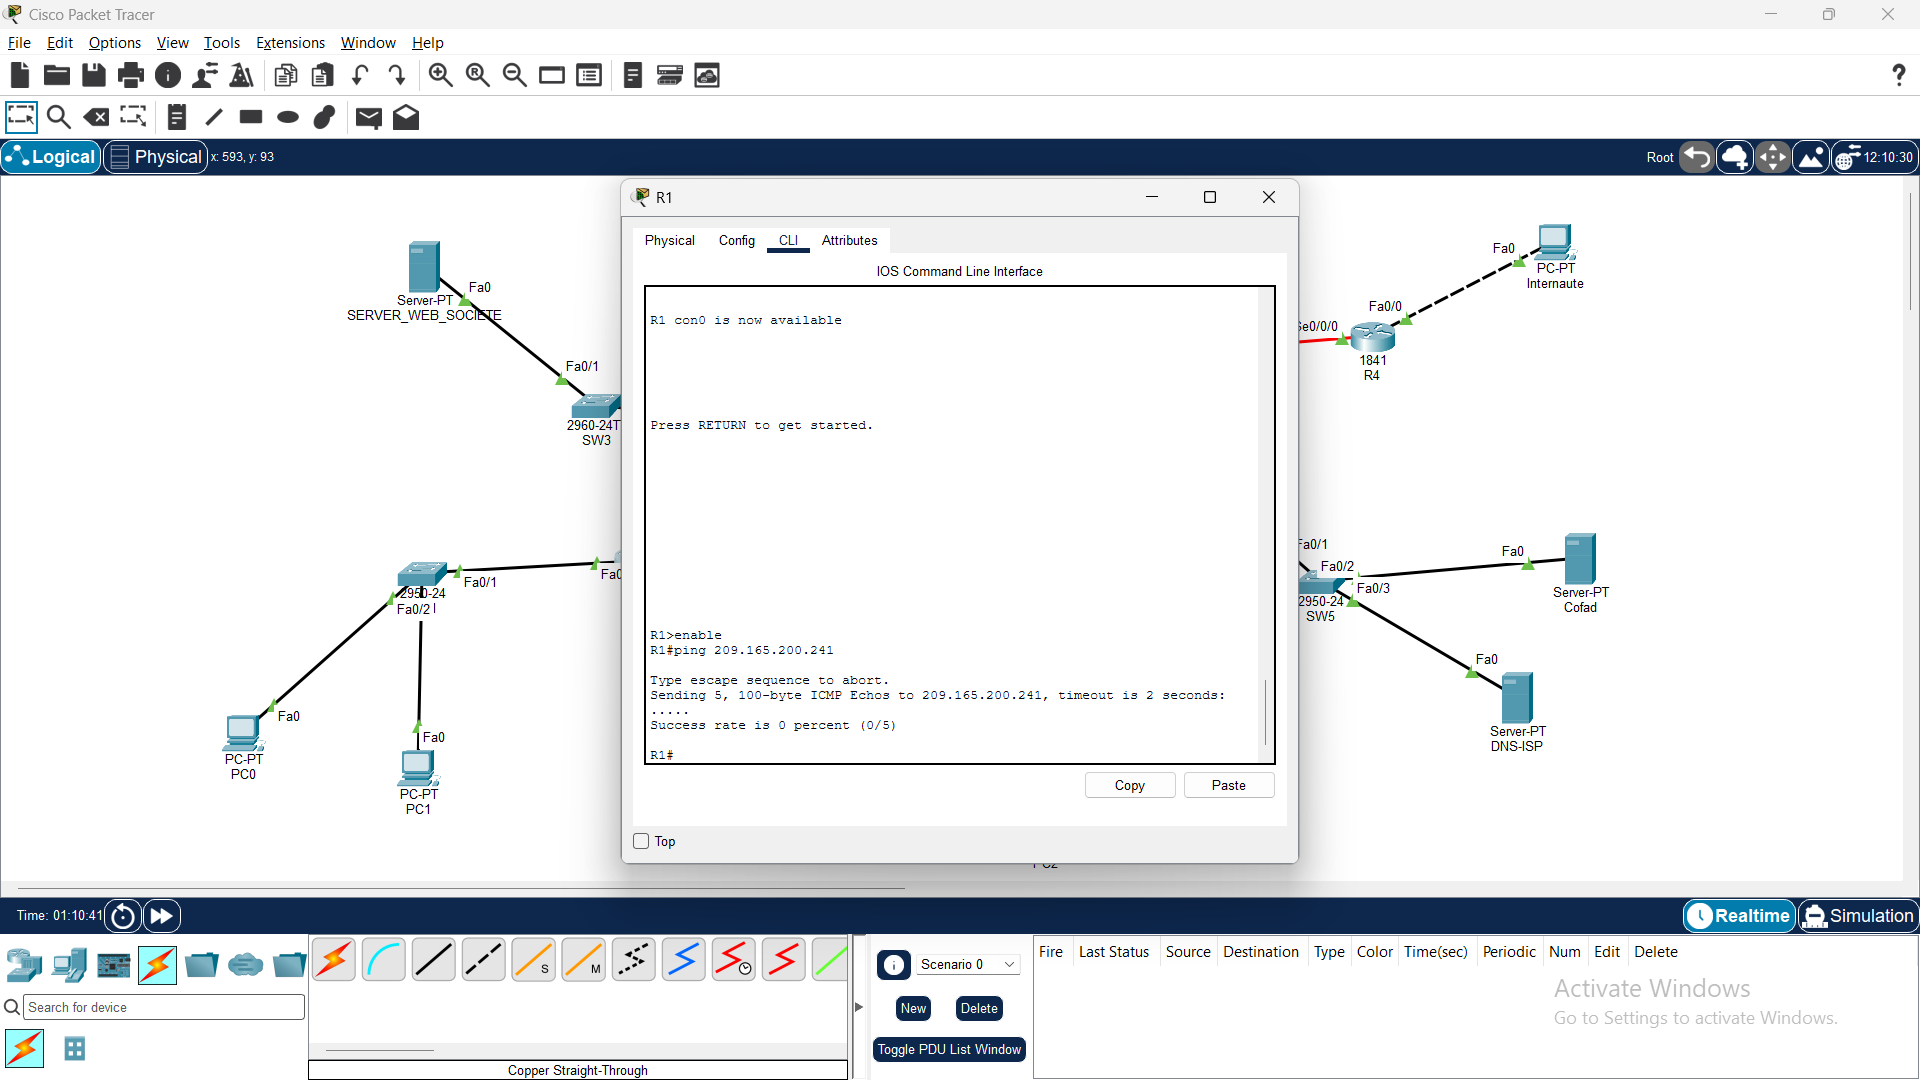 Cisco Packet Tracer
File Edit Options View Tools Extensions Window Help
Logical Physical x: 593, y: 93
Root 12:10:30
R1
Physical Config CLI Attributes
IOS Command Line Interface
R1 con0 is now available
Press RETURN to get started.
R1>enable
R1#ping 209.165.200.241
Type escape sequence to abort.
Sending 5, 100-byte ICMP Echos to 209.165.200.241, timeout is 2 seconds:
.....
Success rate is 0 percent (0/5)
R1#
Copy Paste
Top
Fa0
Server-PT
SERVER_WEB_SOCIETE
Fa0/1
2960-24T
SW3
Fa0/1
2950-24
Fa0/2
Fa0
PC-PT
PC0
Fa0
PC-PT
PC1
Fa0
PC-PT
Internaute
Fa0/0
Se0/0/0
1841
R4
Fa0/1
Fa0/2
Fa0/3
2950-24
SW5
Fa0
Server-PT
Cofad
Fa0
Server-PT
DNS-ISP
Time: 01:10:41
Realtime Simulation
Search for device
S
M
Copper Straight-Through
Scenario 0
New Delete
Toggle PDU List Window
Fire Last Status Source Destination Type Color Time(sec) Periodic Num Edit Delete
Activate Windows
Go to Settings to activate Windows.